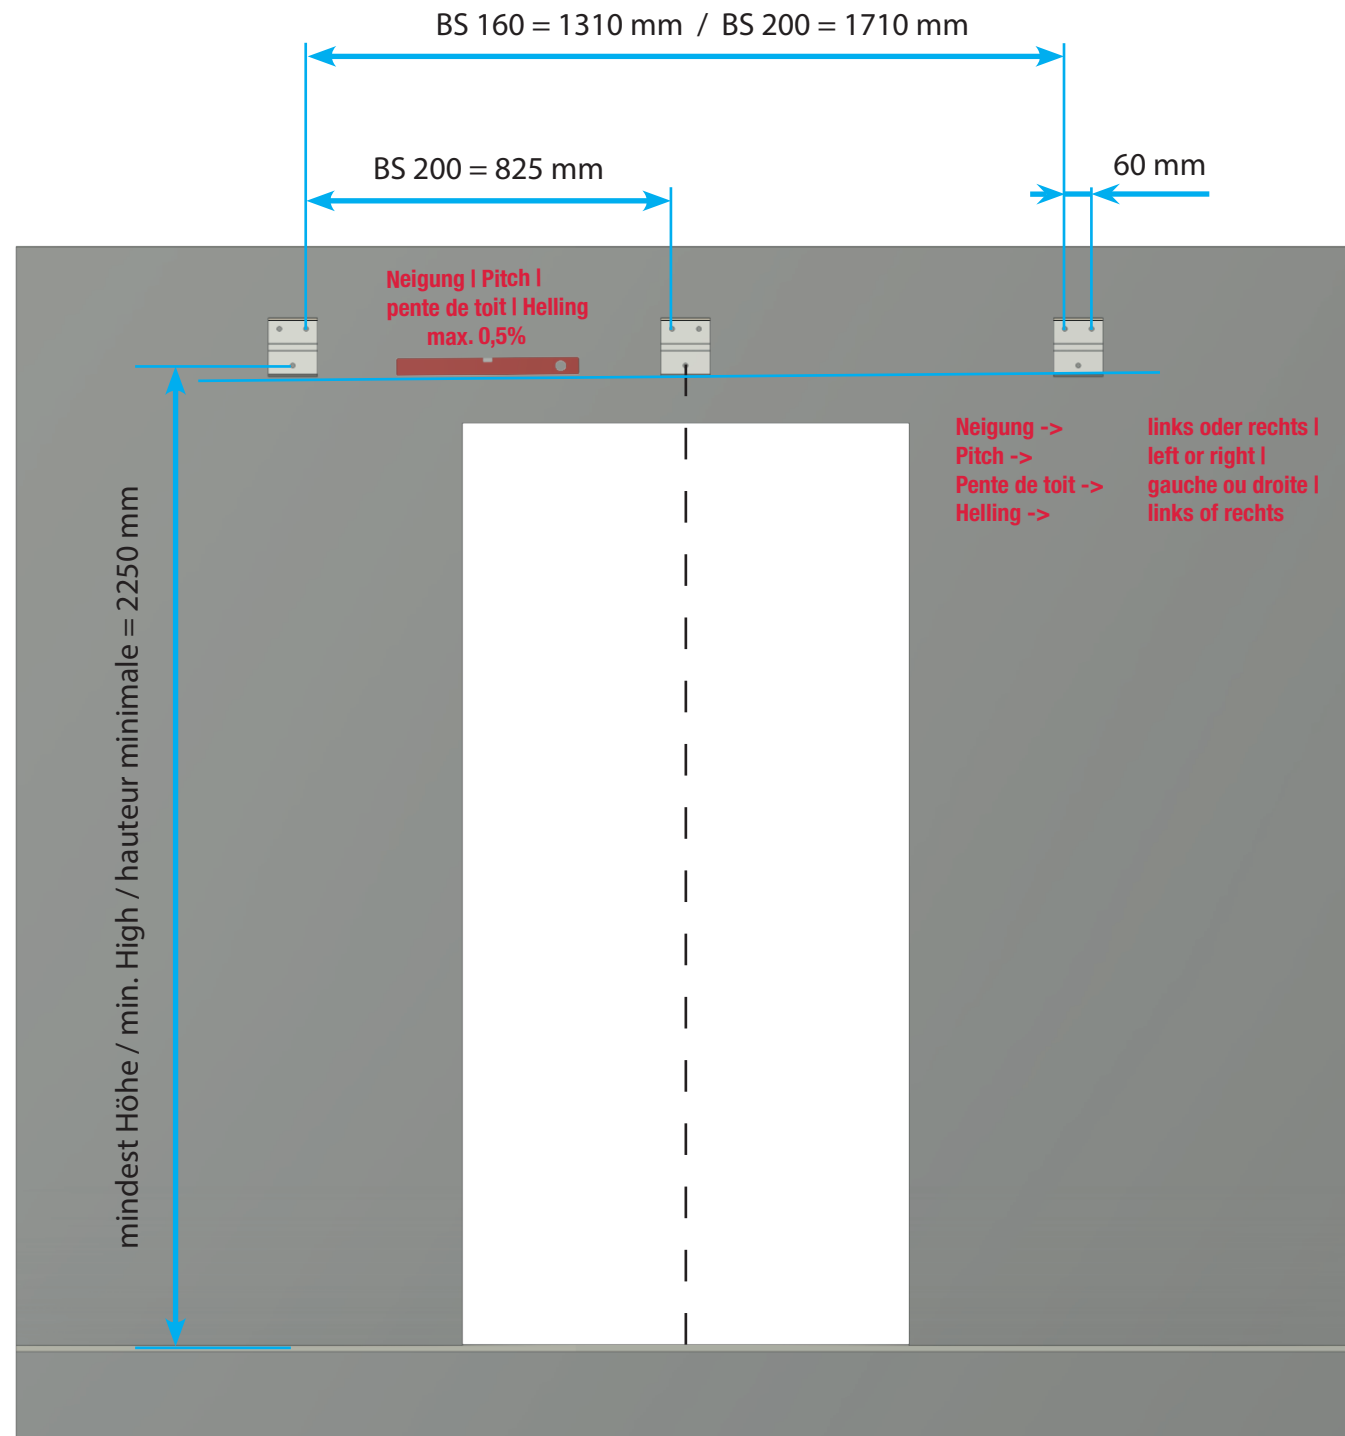 BS 160 = 1310 mm / BS 200 = 1710 mm
BS 200 = 825 mm
60 mm
Neigung | Pitch |
pente de toit | Helling
max. 0,5%
Neigung -> links oder rechts |
Pitch -> left or right |
Pente de toit -> gauche ou droite |
Helling -> links of rechts
mindest Höhe / min. High / hauteur minimale = 2250 mm